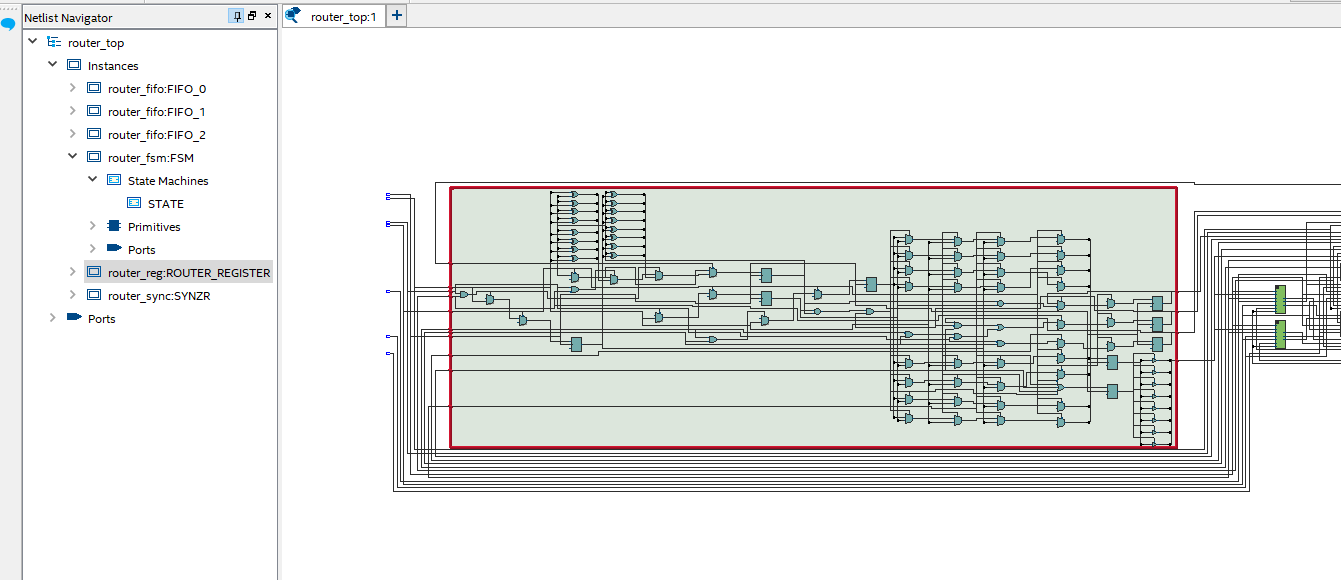 Netlist Navigator
router_top:1
router_top
Instances
router_fifo:FIFO_0
router_fifo:FIFO_1
router_fifo:FIFO_2
router_fsm:FSM
State Machines
STATE
Primitives
Ports
router_reg:ROUTER_REGISTER
router_sync:SYNZR
Ports